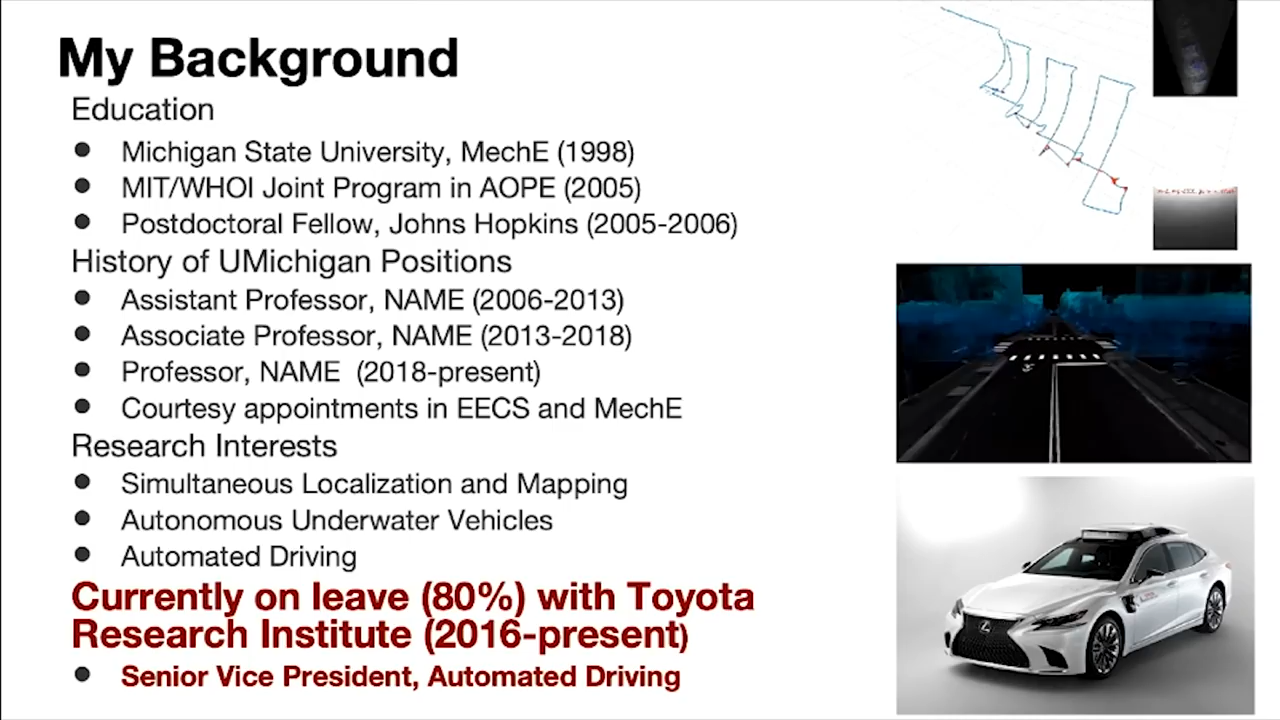 My Background
Education
● Michigan State University, MechE (1998)
● MIT/WHOI Joint Program in AOPE (2005)
● Postdoctoral Fellow, Johns Hopkins (2005-2006)
History of UMichigan Positions
● Assistant Professor, NAME (2006-2013)
● Associate Professor, NAME (2013-2018)
● Professor, NAME (2018-present)
● Courtesy appointments in EECS and MechE
Research Interests
● Simultaneous Localization and Mapping
● Autonomous Underwater Vehicles
● Automated Driving
Currently on leave (80%) with Toyota
Research Institute (2016-present)
● Senior Vice President, Automated Driving